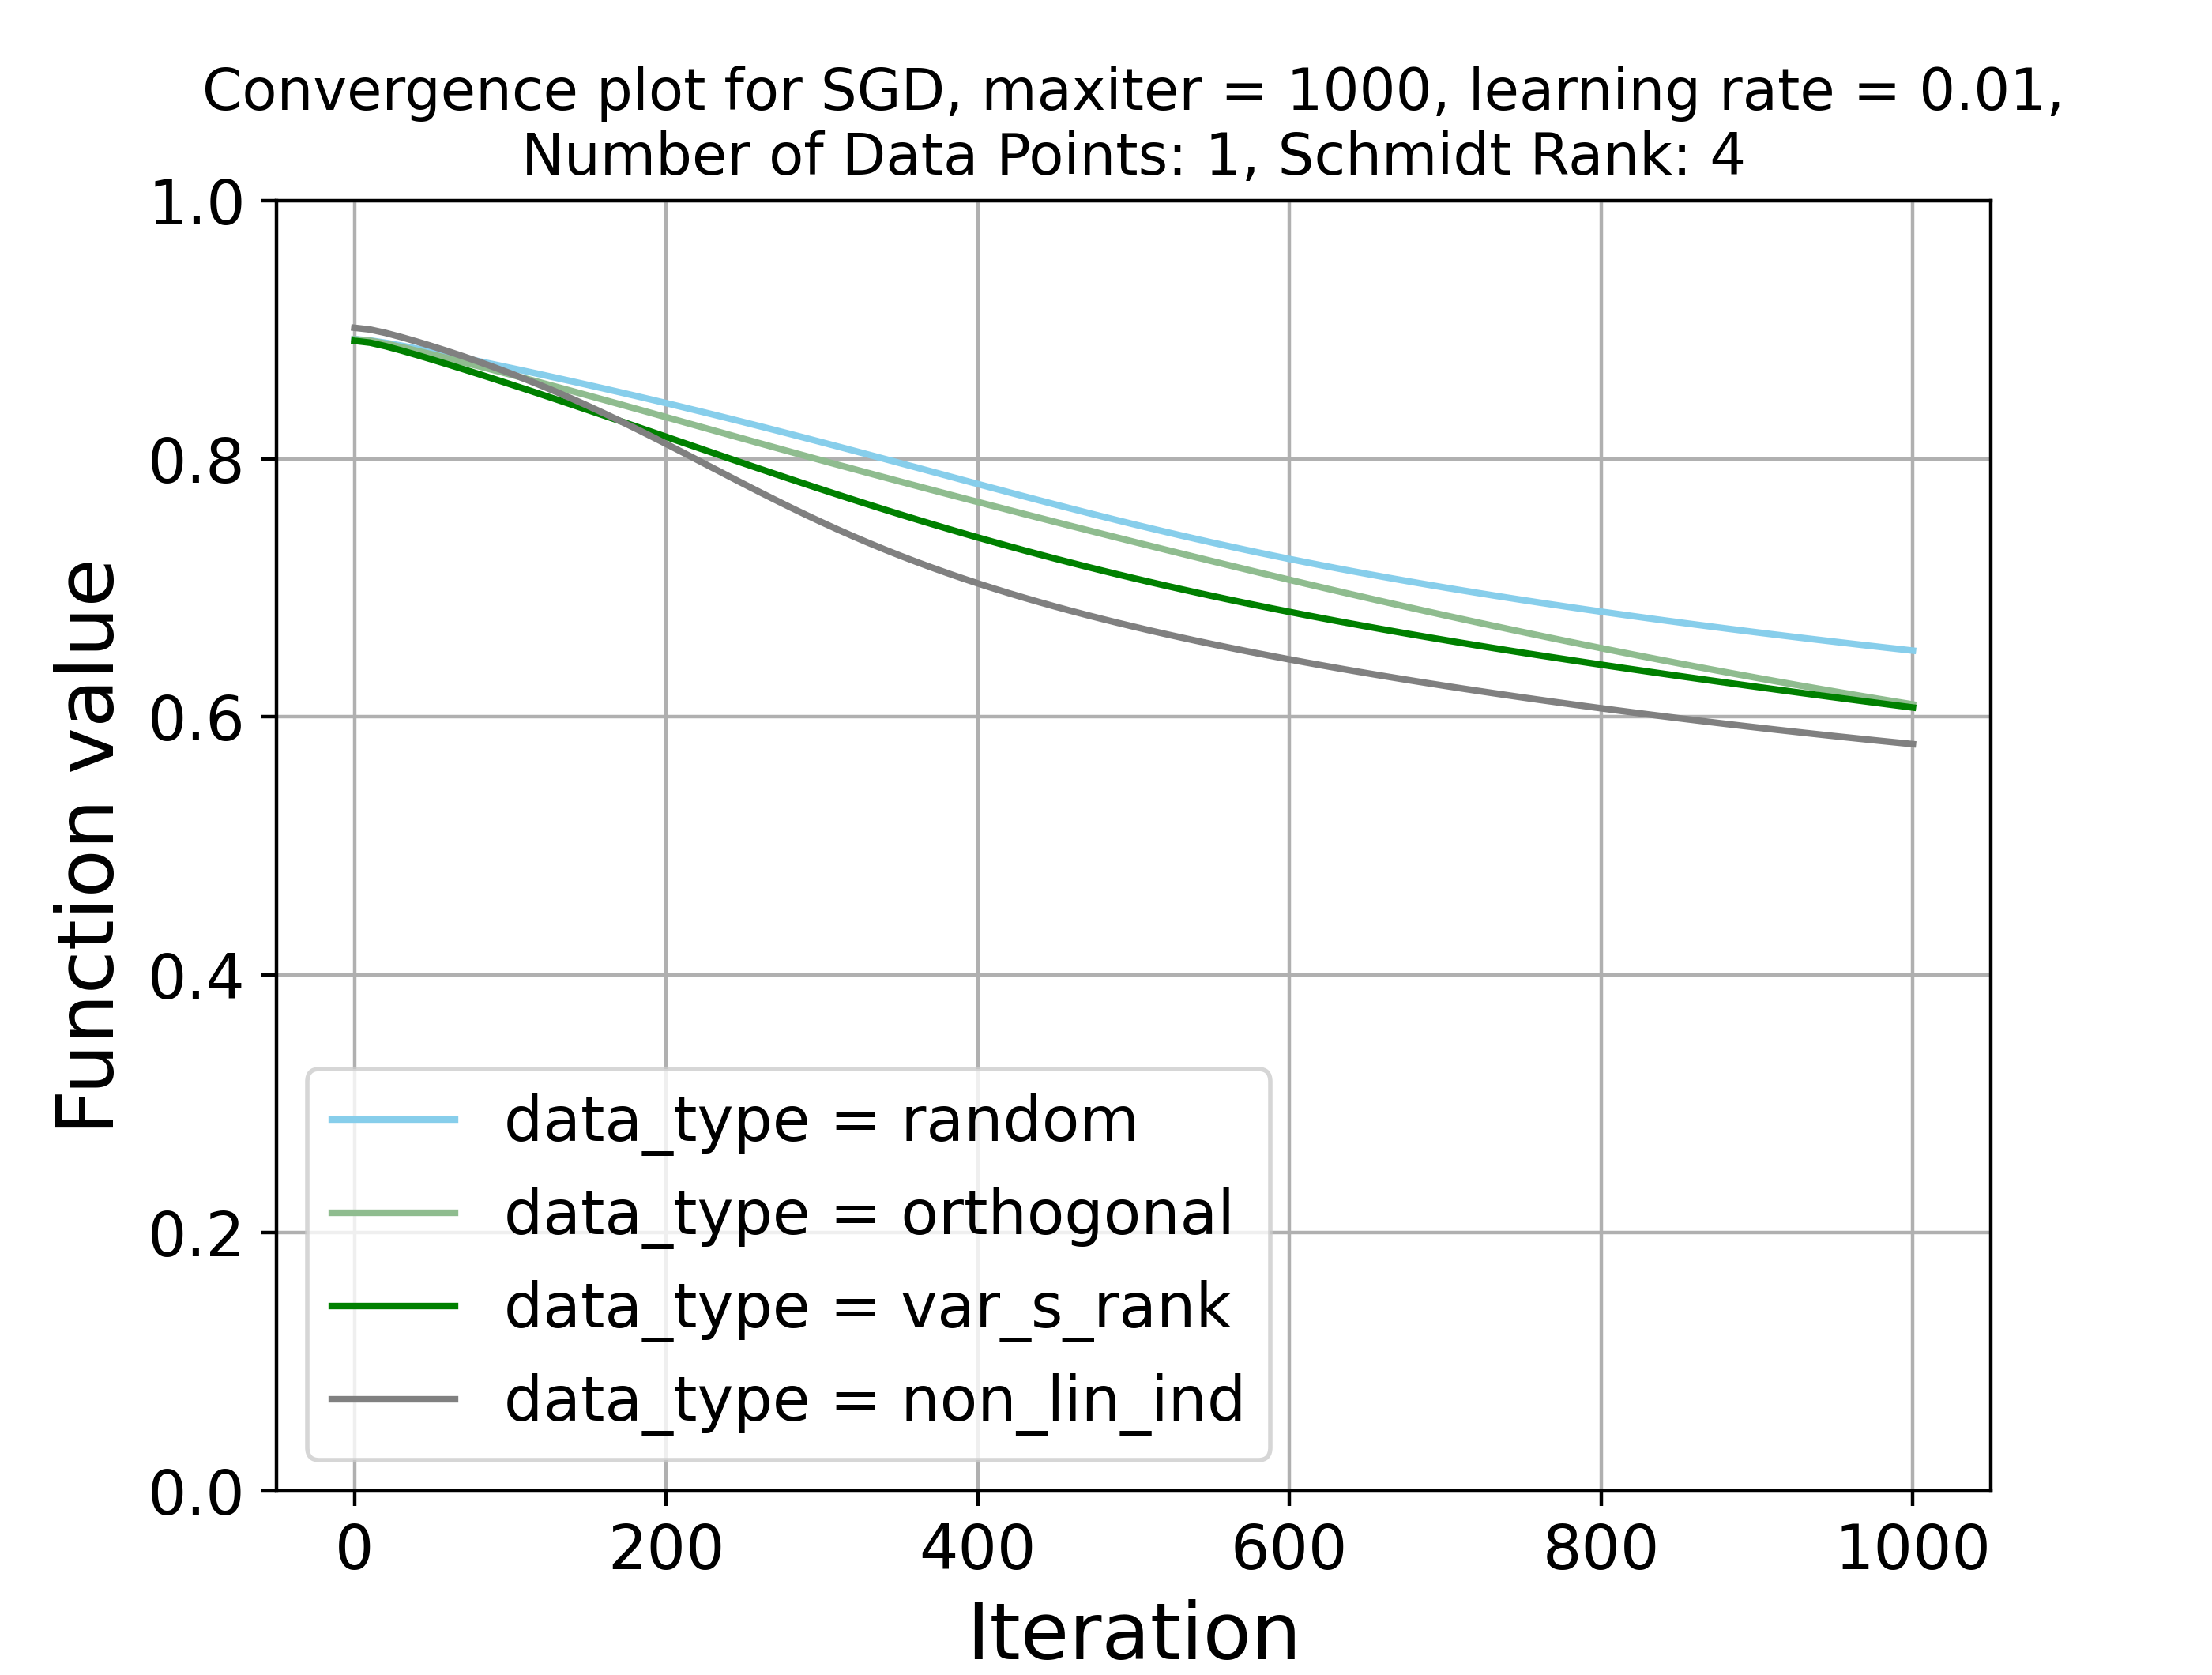 Convergence plot for SGD, maxiter = 1000, learning rate = 0.01,
Number of Data Points: 1, Schmidt Rank: 4
Function value
1.0
0.8
0.6
0.4
0.2
0.0
data_type = random
data_type = orthogonal
data_type = var_s_rank
data_type = non_lin_ind
0 200 400 600 800 1000
Iteration